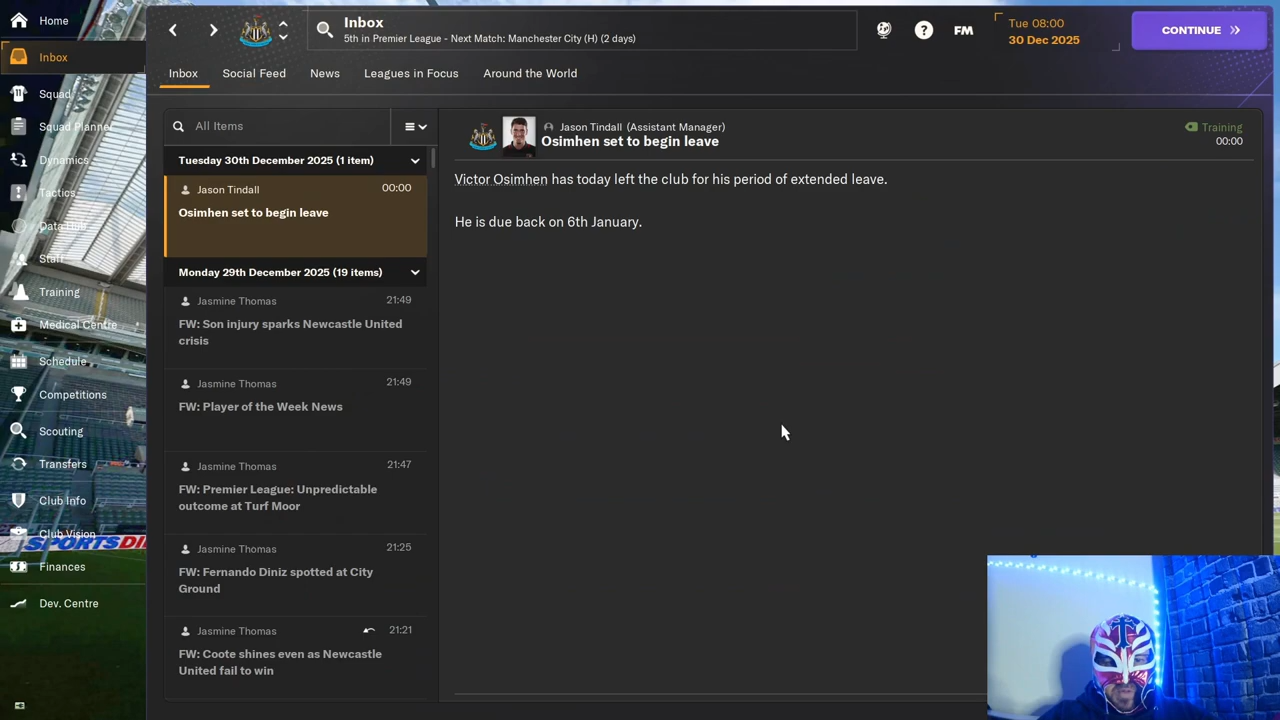 Home
Inbox
Squad
Squad Planner
Dynamics
Tactics
Data Hub
Staff
Training
Medical Centre
Schedule
Competitions
Scouting
Transfers
Club Info
Club Vision
SPORTS DI
Finances
Dev. Centre
Inbox
5th in Premier League - Next Match: Manchester City (H) (2 days)
?
FM
Tue 08:00
30 Dec 2025
CONTINUE
Inbox
Social Feed
News
Leagues in Focus
Around the World
All Items
Tuesday 30th December 2025 (1 item)
Jason Tindall 00:00
Osimhen set to begin leave
Monday 29th December 2025 (19 items)
Jasmine Thomas 21:49
FW: Son injury sparks Newcastle United
crisis
Jasmine Thomas 21:49
FW: Player of the Week News
Jasmine Thomas 21:47
FW: Premier League: Unpredictable
outcome at Turf Moor
Jasmine Thomas 21:25
FW: Fernando Diniz spotted at City
Ground
Jasmine Thomas 21:21
FW: Coote shines even as Newcastle
United fail to win
Jason Tindall (Assistant Manager)
Osimhen set to begin leave
Training
00:00
Victor Osimhen has today left the club for his period of extended leave.
He is due back on 6th January.